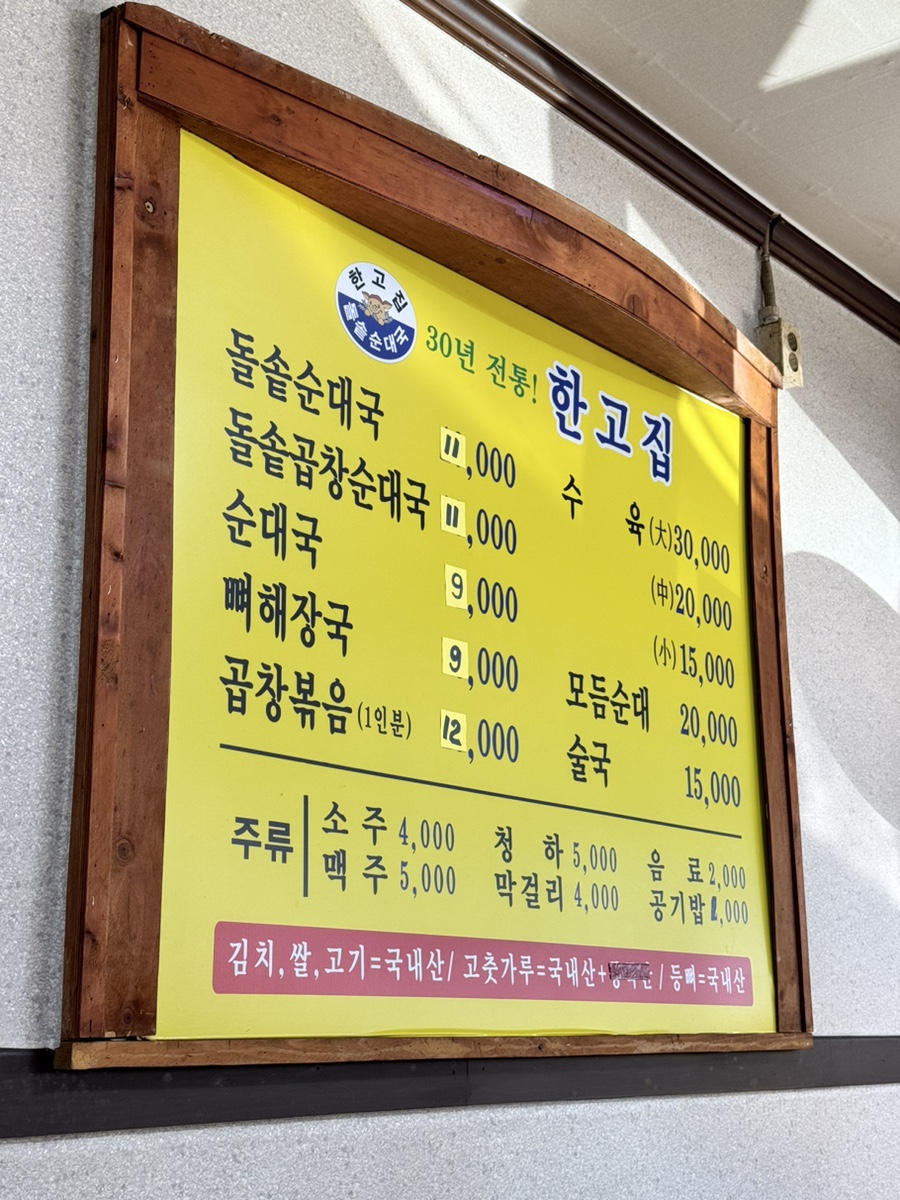 한고집
돌솥순대국
30년 전통! 한고집
돌솥순대국 11,000
돌솥곱창순대국 11,000
순대국 9,000
뼈해장국 9,000
곱창볶음(1인분) 12,000
수 육 (大)30,000
(中)20,000
(小)15,000
모듬순대 20,000
술국 15,000
주류
소주 4,000 청하 5,000 음료 2,000
맥주 5,000 막걸리 4,000 공기밥 1,000
김치,쌀,고기=국내산/ 고춧가루=국내산+ / 등뼈=국내산